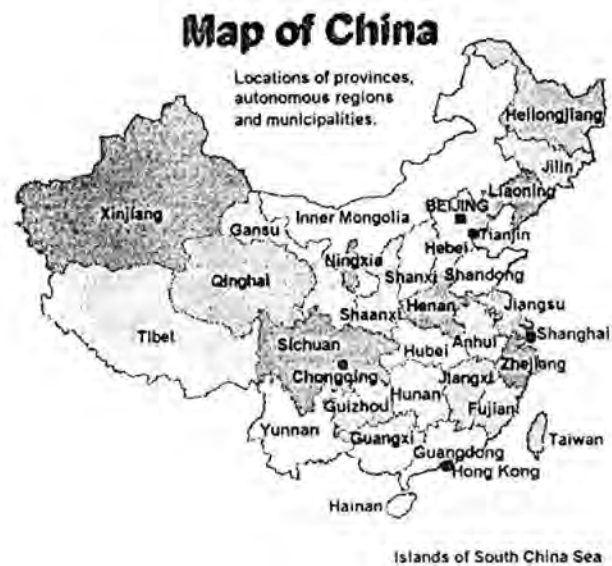 Map of China
Locations of provinces,
autonomous regions
and municipalities.
Heilongjiang
Jilin
Liaoning
Xinjiang
BEIJING
Inner Mongolia
Gansu
Tianjin
Hebei
Ningxia
Qinghai
Shanxi
Shandong
Henan
Jiangsu
Shaanxi
Tibet
Shanghai
Sichuan
Anhui
Hubei
Zhejiang
Chongqing
Jiangxi
Hunan
Guizhou
Fujian
Yunnan
Guangxi
Taiwan
Guangdong
Hong Kong
Hainan
Islands of South China Sea